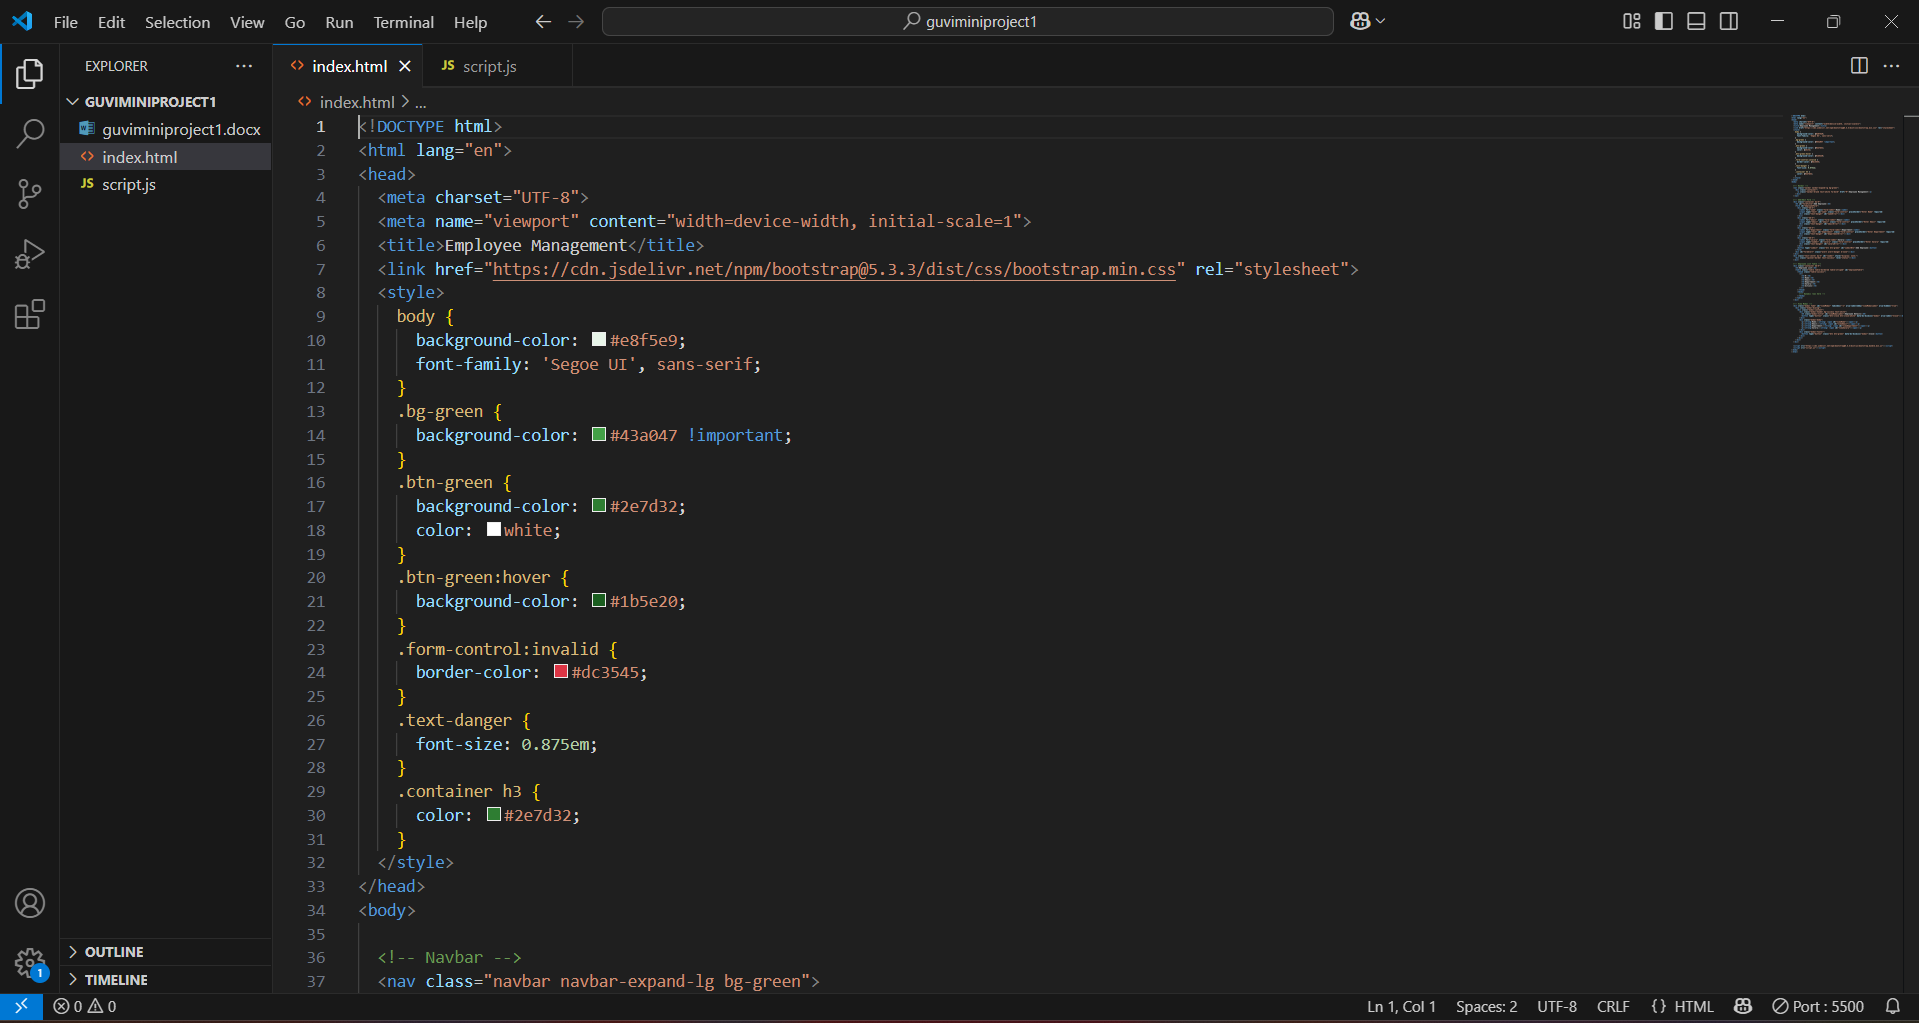 File Edit Selection View Go Run Terminal Help
guviminiproject1
EXPLORER
GUVIMINIPROJECT1
guviminiproject1.docx
index.html
script.js
OUTLINE
TIMELINE
index.html
script.js
index.html > ...
1 <!DOCTYPE html>
2 <html lang="en">
3 <head>
4 <meta charset="UTF-8">
5 <meta name="viewport" content="width=device-width, initial-scale=1">
6 <title>Employee Management</title>
7 <link href="https://cdn.jsdelivr.net/npm/bootstrap@5.3.3/dist/css/bootstrap.min.css" rel="stylesheet">
8 <style>
9 body {
10 background-color: #e8f5e9;
11 font-family: 'Segoe UI', sans-serif;
12 }
13 .bg-green {
14 background-color: #43a047 !important;
15 }
16 .btn-green {
17 background-color: #2e7d32;
18 color: white;
19 }
20 .btn-green:hover {
21 background-color: #1b5e20;
22 }
23 .form-control:invalid {
24 border-color: #dc3545;
25 }
26 .text-danger {
27 font-size: 0.875em;
28 }
29 .container h3 {
30 color: #2e7d32;
31 }
32 </style>
33 </head>
34 <body>
35
36 <!-- Navbar -->
37 <nav class="navbar navbar-expand-lg bg-green">
1
0 0
Ln 1, Col 1 Spaces: 2 UTF-8 CRLF {} HTML Port : 5500